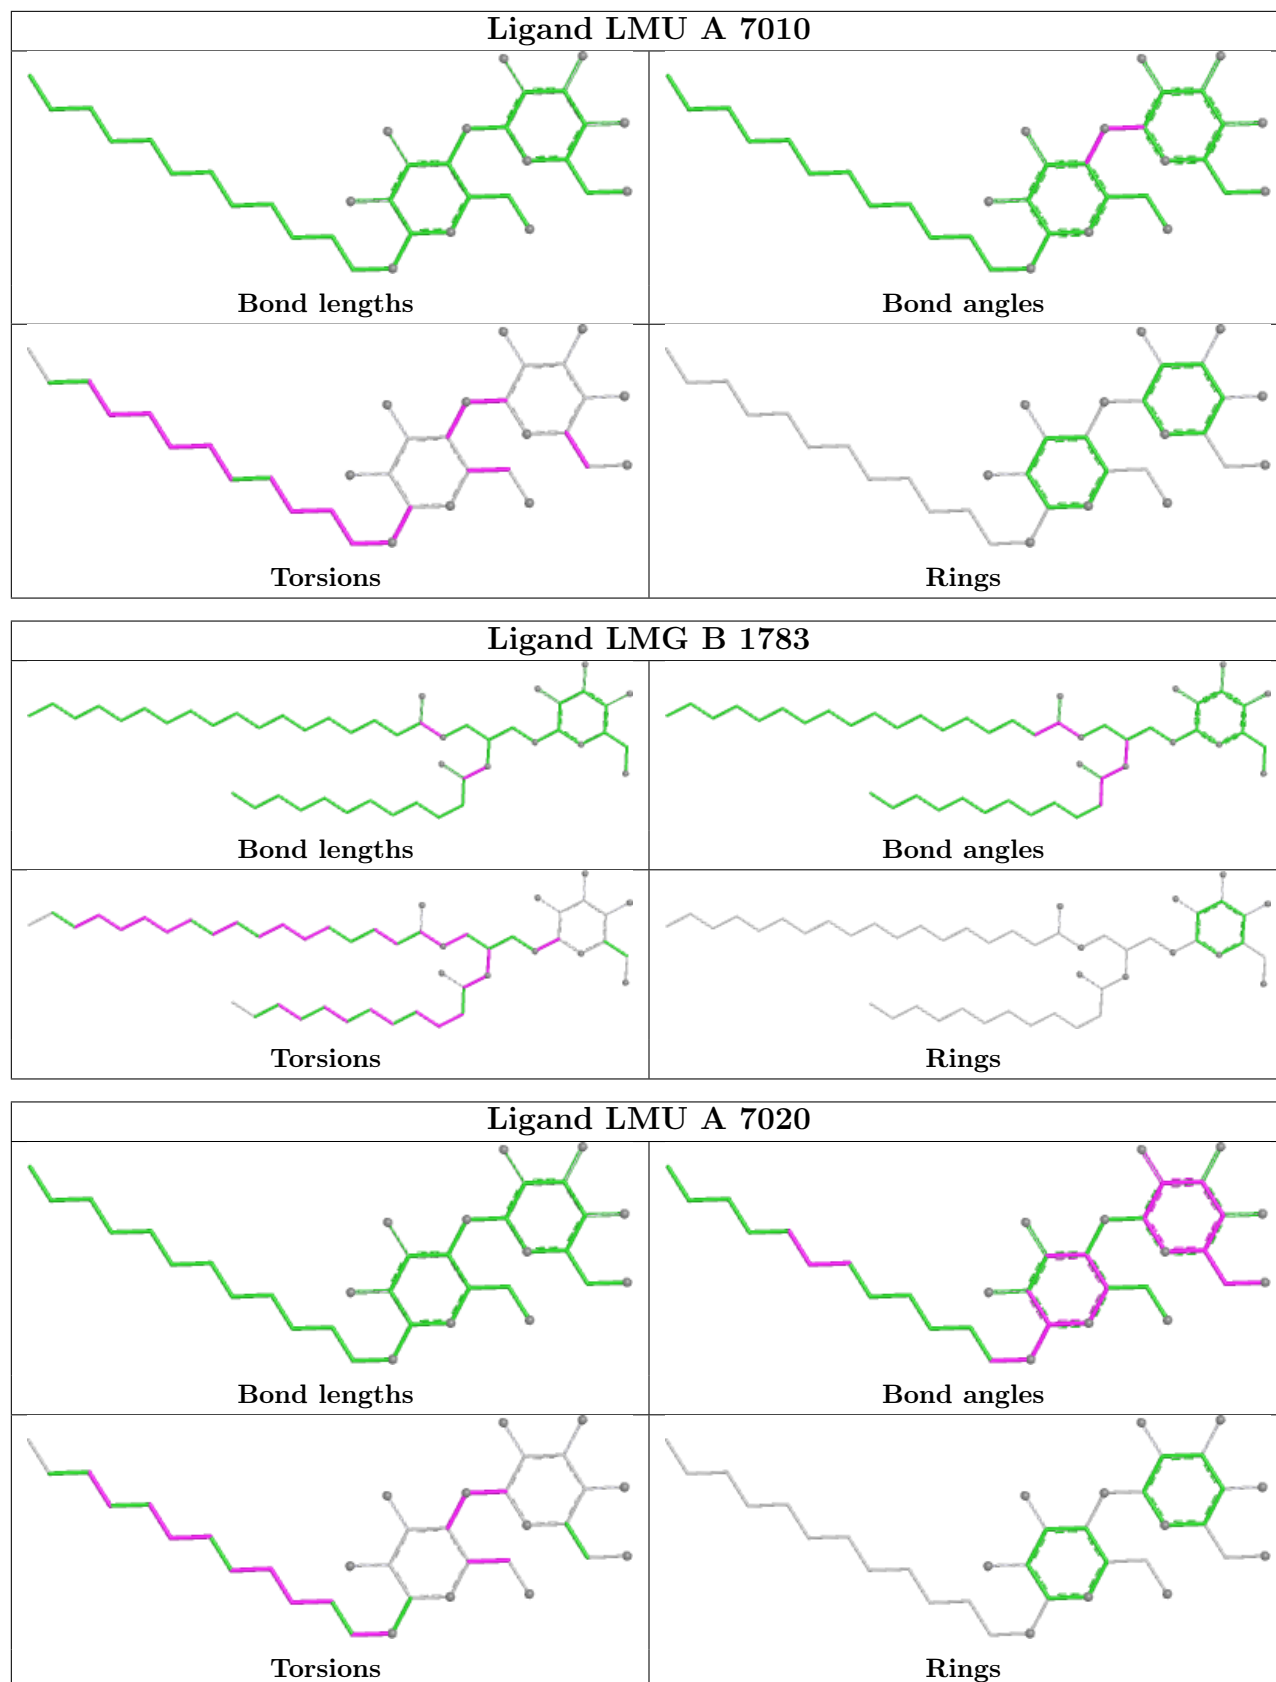 Ligand LMU A 7010
Bond lengths
Bond angles
Torsions
Rings
Ligand LMG B 1783
Bond lengths
Bond angles
Torsions
Rings
Ligand LMU A 7020
Bond lengths
Bond angles
Torsions
Rings